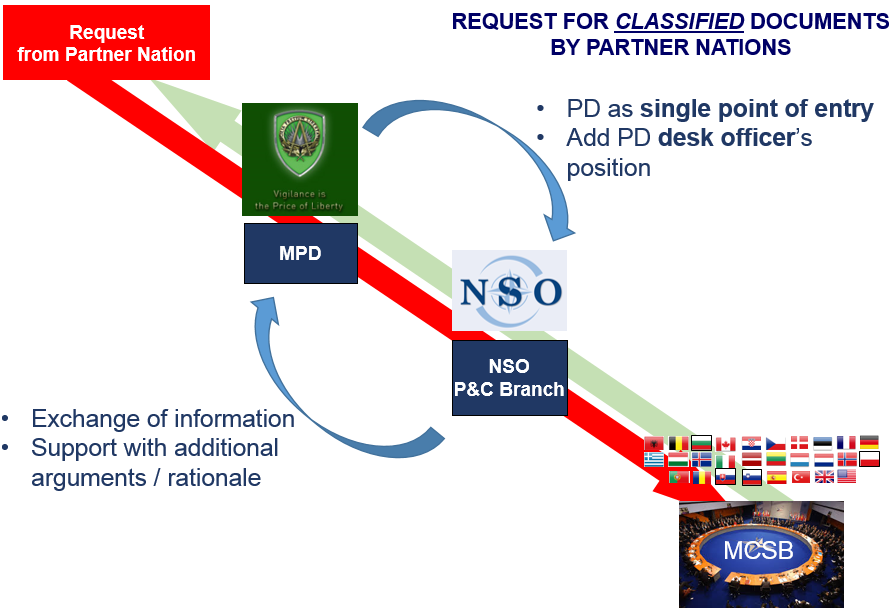 REQUEST FOR CLASSIFIED DOCUMENTS
BY PARTNER NATIONS
Request
from Partner Nation
• PD as single point of entry
• Add PD desk officer's
position
Vigilance is
the Price of Liberty
MPD
NSO
NSO
P&C Branch
• Exchange of information
• Support with additional
arguments / rationale
MCSB